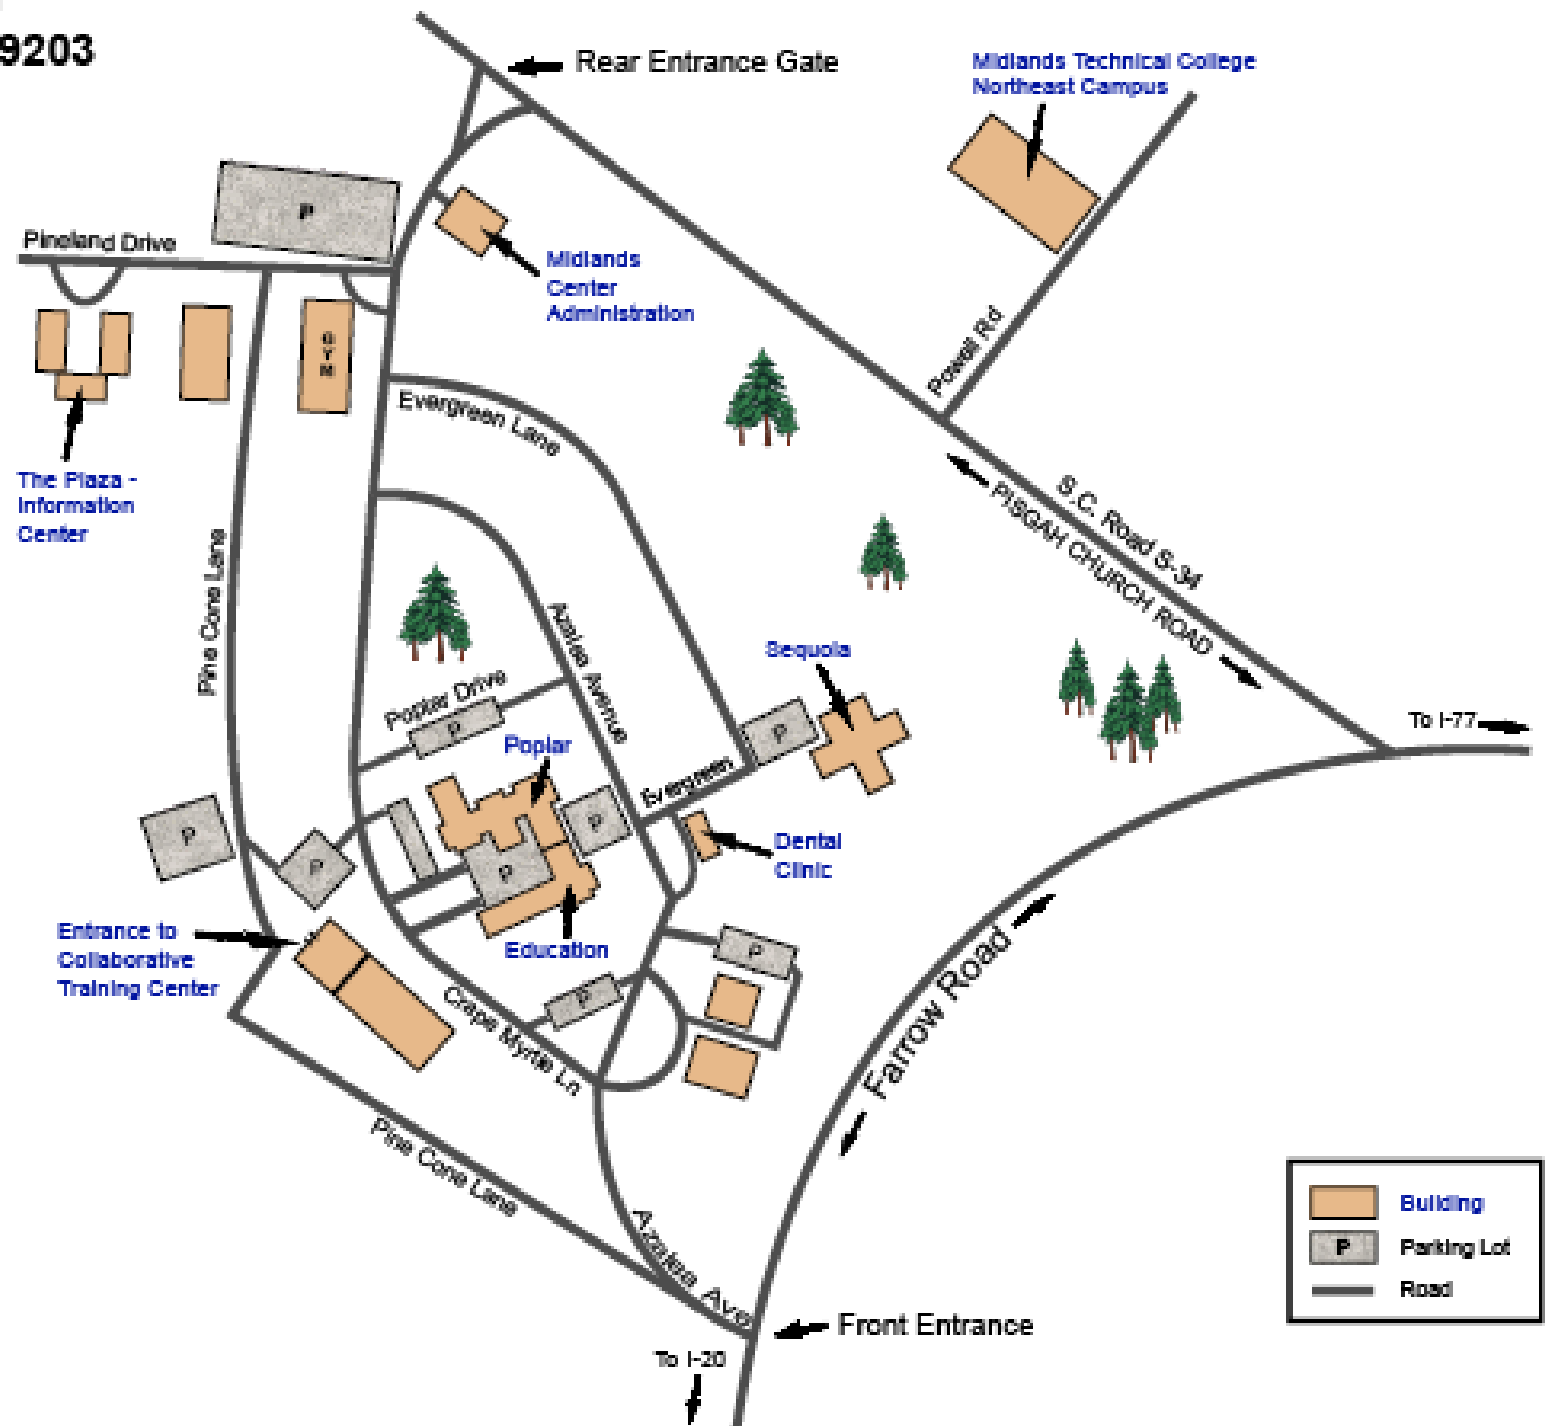 9203
Rear Entrance Gate
Midlands Technical College
Northeast Campus
P
Pineland Drive
Midlands
Center
Administration
GYM
Powell Rd
Evergreen Lane
The Plaza -
Information
Center
S.C. Road S-34
PISGAH CHURCH ROAD
Pine Cone Lane
Azalea Avenue
Sequoia
Poplar Drive
P
To I-77
P
Poplar
Evergreen
P
P
P
P
Dental
Clinic
Entrance to
Collaborative
Training Center
Education
P
P
Crape Myrtle Ln
Farrow Road
Pine Cone Lane
Azalea Ave
Building
P
Parking Lot
Road
Front Entrance
To I-20